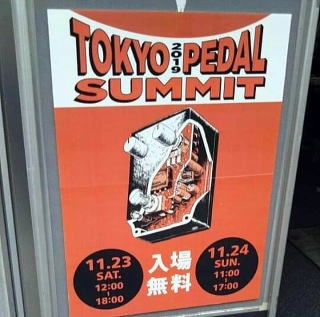 TOKYO 2019 PEDAL
SUMMIT
11.23
SAT.
12:00
~
18:00
入場
無料
11.24
SUN.
11:00
~
17:00